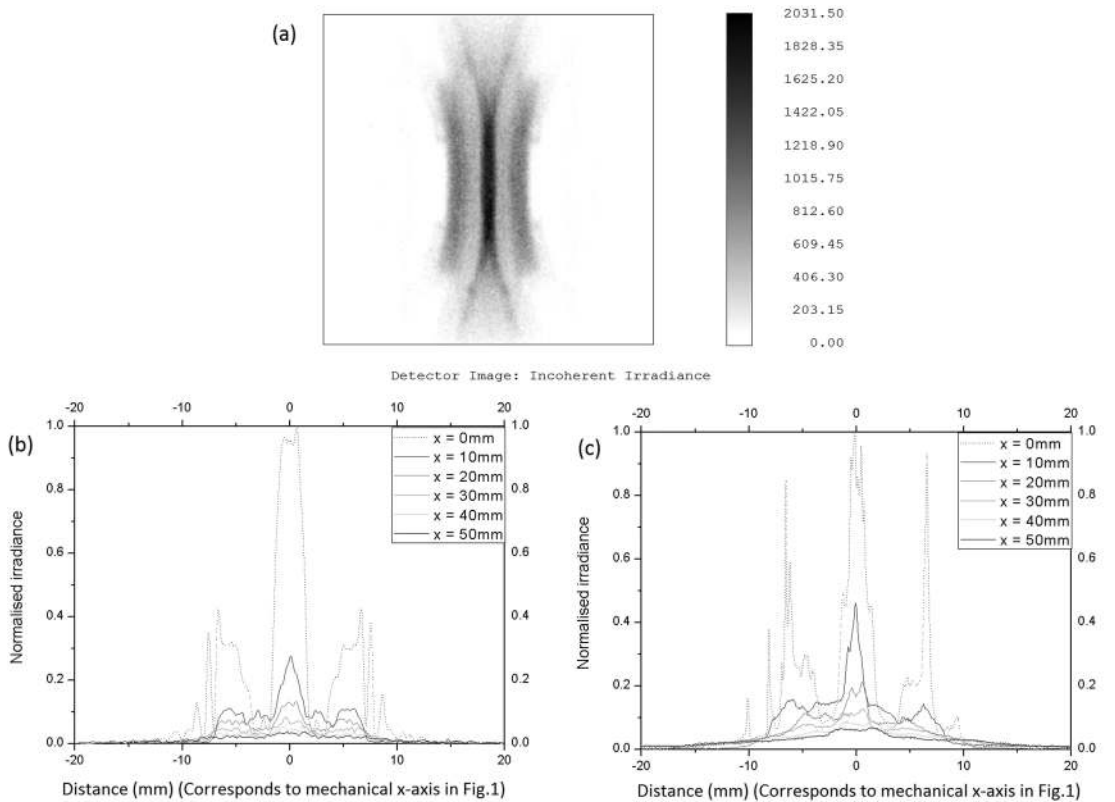 (a)
2031.50
1828.35
1625.20
1422.05
1218.90
1015.75
812.60
609.45
406.30
203.15
0.00
Detector Image: Incoherent Irradiance
(b)
-20 -10 0 10 20
1.0 1.0
0.8 0.8
0.6 0.6
0.4 0.4
0.2 0.2
0.0 0.0
-20 -10 0 10 20
Normalised irradiance
x = 0mm
x = 10mm
x = 20mm
x = 30mm
x = 40mm
x = 50mm
Distance (mm) (Corresponds to mechanical x-axis in Fig.1)
(c)
-20 -10 0 10 20
1.0 1.0
0.8 0.8
0.6 0.6
0.4 0.4
0.2 0.2
0.0 0.0
-20 -10 0 10 20
Normalised irradiance
x = 0mm
x = 10mm
x = 20mm
x = 30mm
x = 40mm
x = 50mm
Distance (mm) (Corresponds to mechanical x-axis in Fig.1)